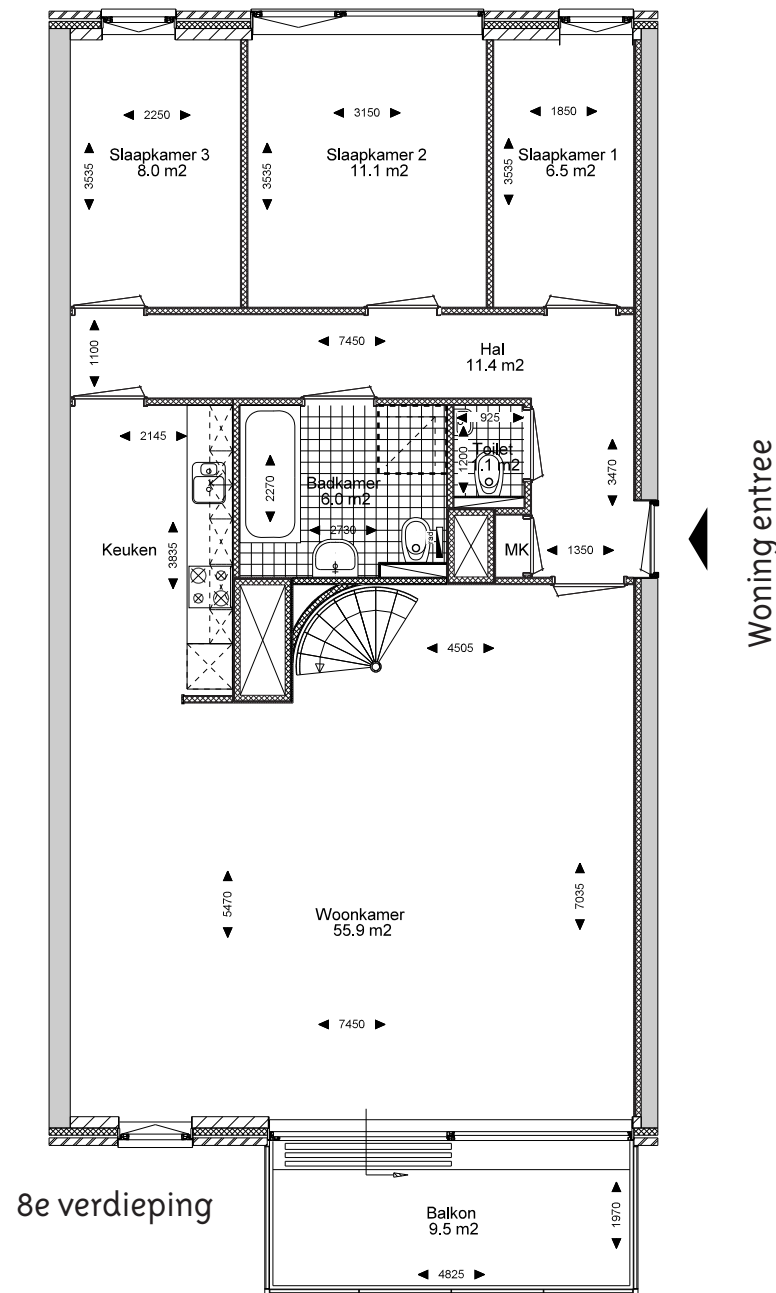 2250
3150
1850
Slaapkamer 3
8.0 m2
Slaapkamer 2
11.1 m2
Slaapkamer 1
6.5 m2
3535
3535
3535
1100
7450
Hal
11.4 m2
2145
925
Toilet
.1 m2
1200
3470
Badkamer
6.0 m2
2270
2730
Keuken
3835
MK
1350
Woning entree
4505
5470
7035
Woonkamer
55.9 m2
7450
8e verdieping
Balkon
9.5 m2
1970
4825